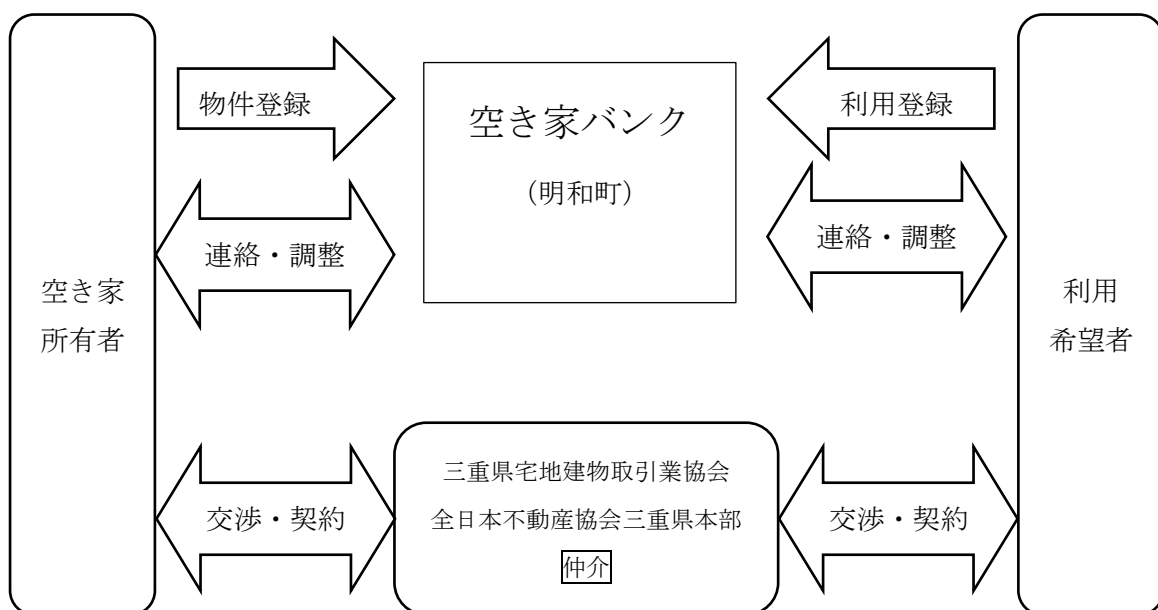 物件登録
空き家バンク
（明和町）
利用登録
連絡・調整
連絡・調整
空き家
所有者
利用
希望者
三重県宅地建物取引業協会
全日本不動産協会三重県本部
仲介
交渉・契約
交渉・契約